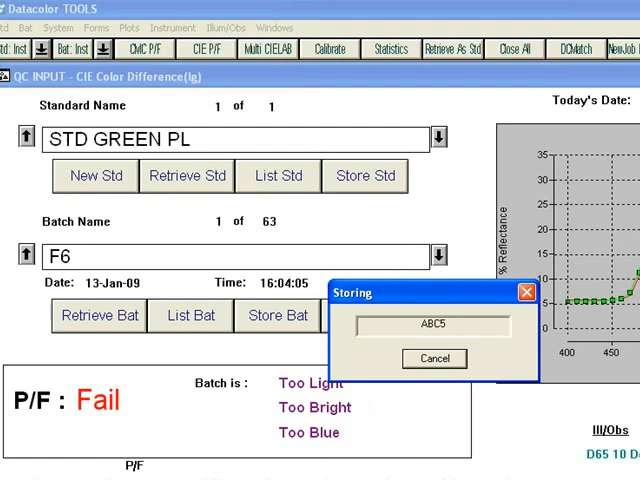 Datacolor TOOLS
Std Bat System Forms Plots Instrument Illum/Obs Windows
Std: Inst Bat: Inst CMC P/F CIE P/F Multi CIELAB Calibrate Statistics Retrieve As Std Close All DCMatch NewJob
QC INPUT - CIE Color Difference(lg)
Standard Name 1 of 1
Today's Date:
STD GREEN PL
New Std Retrieve Std List Std Store Std
Batch Name 1 of 63
F6
Date: 13-Jan-09 Time: 16:04:05
Retrieve Bat List Bat Store Bat
Storing
ABC5
Cancel
% Reflectance
35
30
25
20
15
10
5
0
400 450
P/F : Fail
Batch is : Too Light
Too Bright
Too Blue
Ill/Obs
D65 10 De
P/F